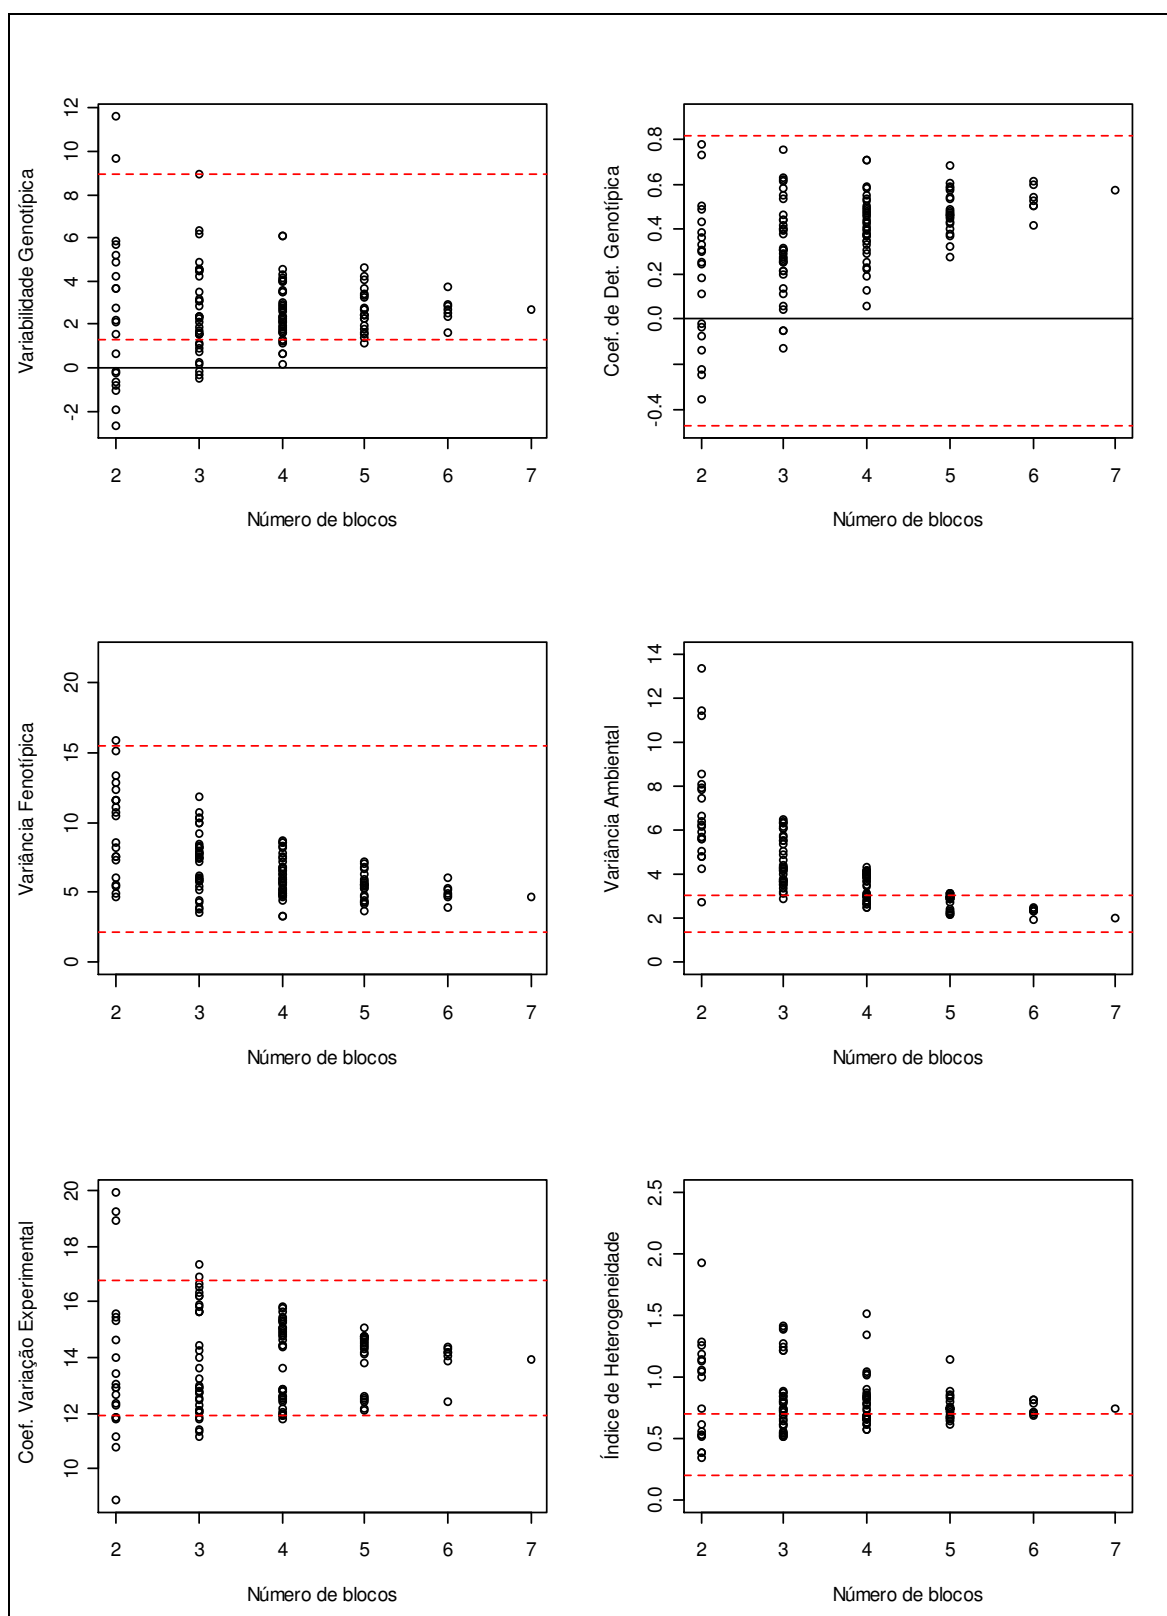 Variabilidade Genotípica
12
10
8
6
4
2
0
-2
2 3 4 5 6 7
Número de blocos
Coef. de Det. Genotípica
0.8
0.6
0.4
0.2
0.0
-0.4
2 3 4 5 6 7
Número de blocos
Variância Fenotípica
20
15
10
5
0
2 3 4 5 6 7
Número de blocos
Variância Ambiental
14
12
10
8
6
4
2
0
2 3 4 5 6 7
Número de blocos
Coef. Variação Experimental
20
18
16
14
12
10
2 3 4 5 6 7
Número de blocos
Índice de Heterogeneidade
2.5
2.0
1.5
1.0
0.5
0.0
2 3 4 5 6 7
Número de blocos